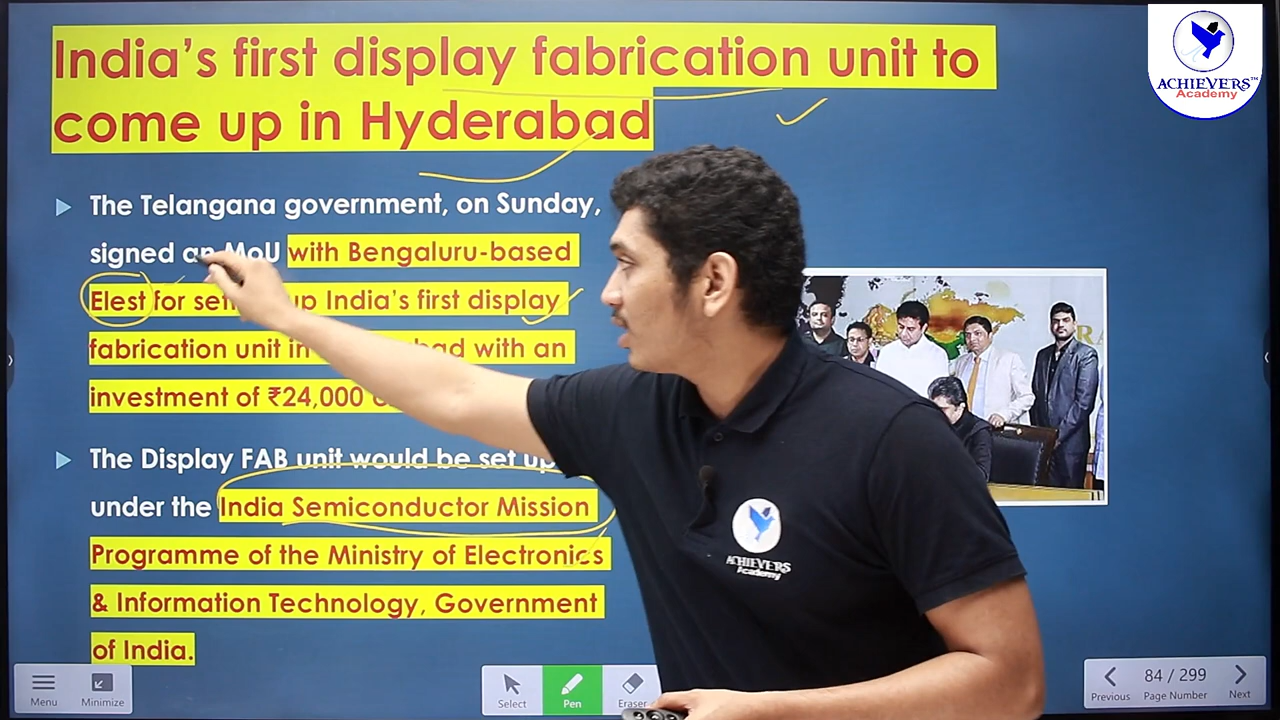 India's first display fabrication unit to
come up in Hyderabad
ACHIEVERS™
Academy
The Telangana government, on Sunday,
signed an MoU with Bengaluru-based
Elest for up India's first display
fabrication unit in with an
investment of ₹24,000
The Display FAB unit would be set up
under the India Semiconductor Mission
Programme of the Ministry of Electronics
& Information Technology, Government
of India.
ACHIEVERS
Academy
Menu
Minimize
Select
Pen
Eraser
Previous
84 / 299
Page Number
Next